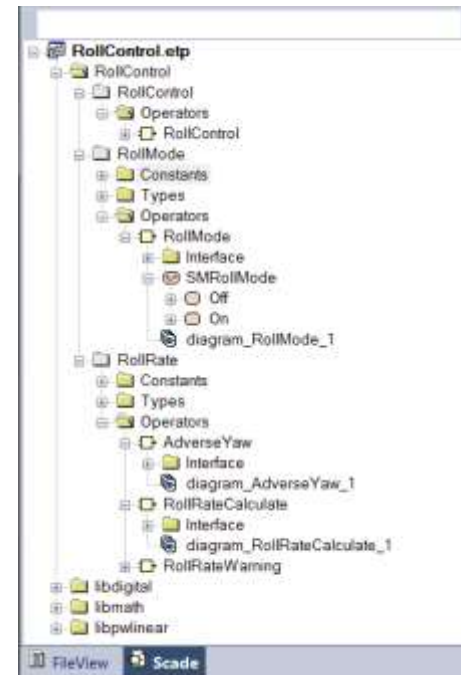 RollControl.etp
RollControl
RollControl
Operators
RollControl
RollMode
Constants
Types
Operators
RollMode
Interface
SMRollMode
Off
On
diagram_RollMode_1
RollRate
Constants
Types
Operators
AdverseYaw
Interface
diagram_AdverseYaw_1
RollRateCalculate
Interface
diagram_RollRateCalculate_1
RollRateWarning
libdigital
libmath
libpwlinear
FileView Scade